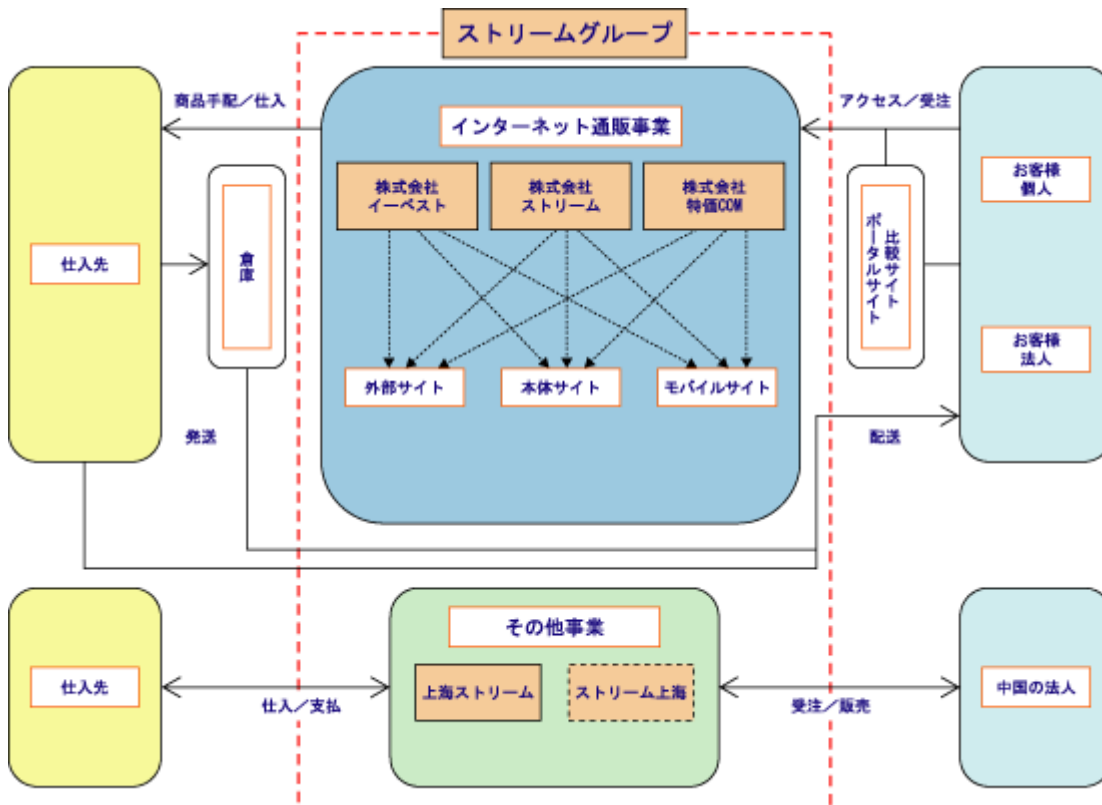 ストリームグループ
商品手配／仕入
アクセス／受注
インターネット通販事業
株式会社
イーベスト
株式会社
ストリーム
株式会社
特価COM
お客様
個人
仕入先
倉庫
比較サイト
ポータルサイト
お客様
法人
外部サイト
本体サイト
モバイルサイト
発送
配送
その他事業
仕入先
上海ストリーム
ストリーム上海
中国の法人
仕入／支払
受注／販売